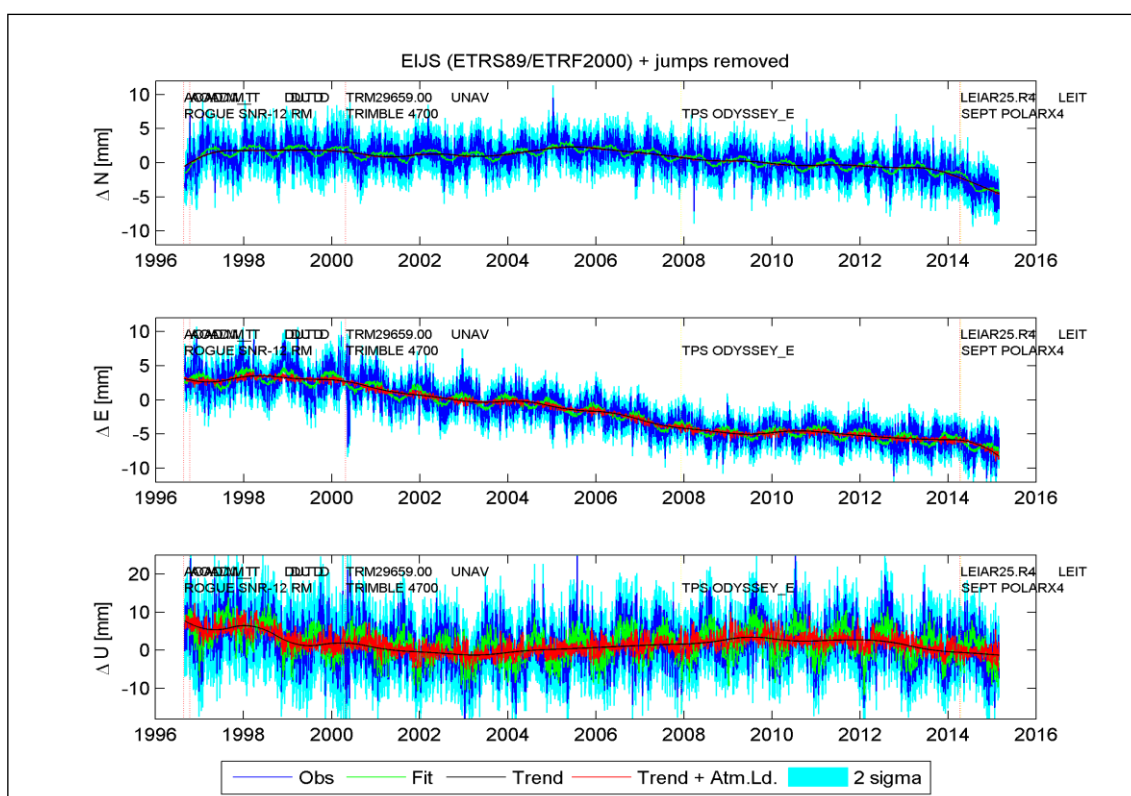 EIJS (ETRS89/ETRF2000) + jumps removed
TRM29659.00 UNAV LEIAR25.R4 LEIT
ROGUE SNR-12 RM TRIMBLE 4700 TPS ODYSSEY_E SEPT POLARX4
Δ N [mm]
10
5
0
-5
-10
1996 1998 2000 2002 2004 2006 2008 2010 2012 2014 2016
TRM29659.00 UNAV LEIAR25.R4 LEIT
ROGUE SNR-12 RM TRIMBLE 4700 TPS ODYSSEY_E SEPT POLARX4
Δ E [mm]
10
5
0
-5
-10
1996 1998 2000 2002 2004 2006 2008 2010 2012 2014 2016
TRM29659.00 UNAV LEIAR25.R4 LEIT
ROGUE SNR-12 RM TRIMBLE 4700 TPS ODYSSEY_E SEPT POLARX4
Δ U [mm]
20
10
0
-10
1996 1998 2000 2002 2004 2006 2008 2010 2012 2014 2016
Obs Fit Trend Trend + Atm.Ld. 2 sigma